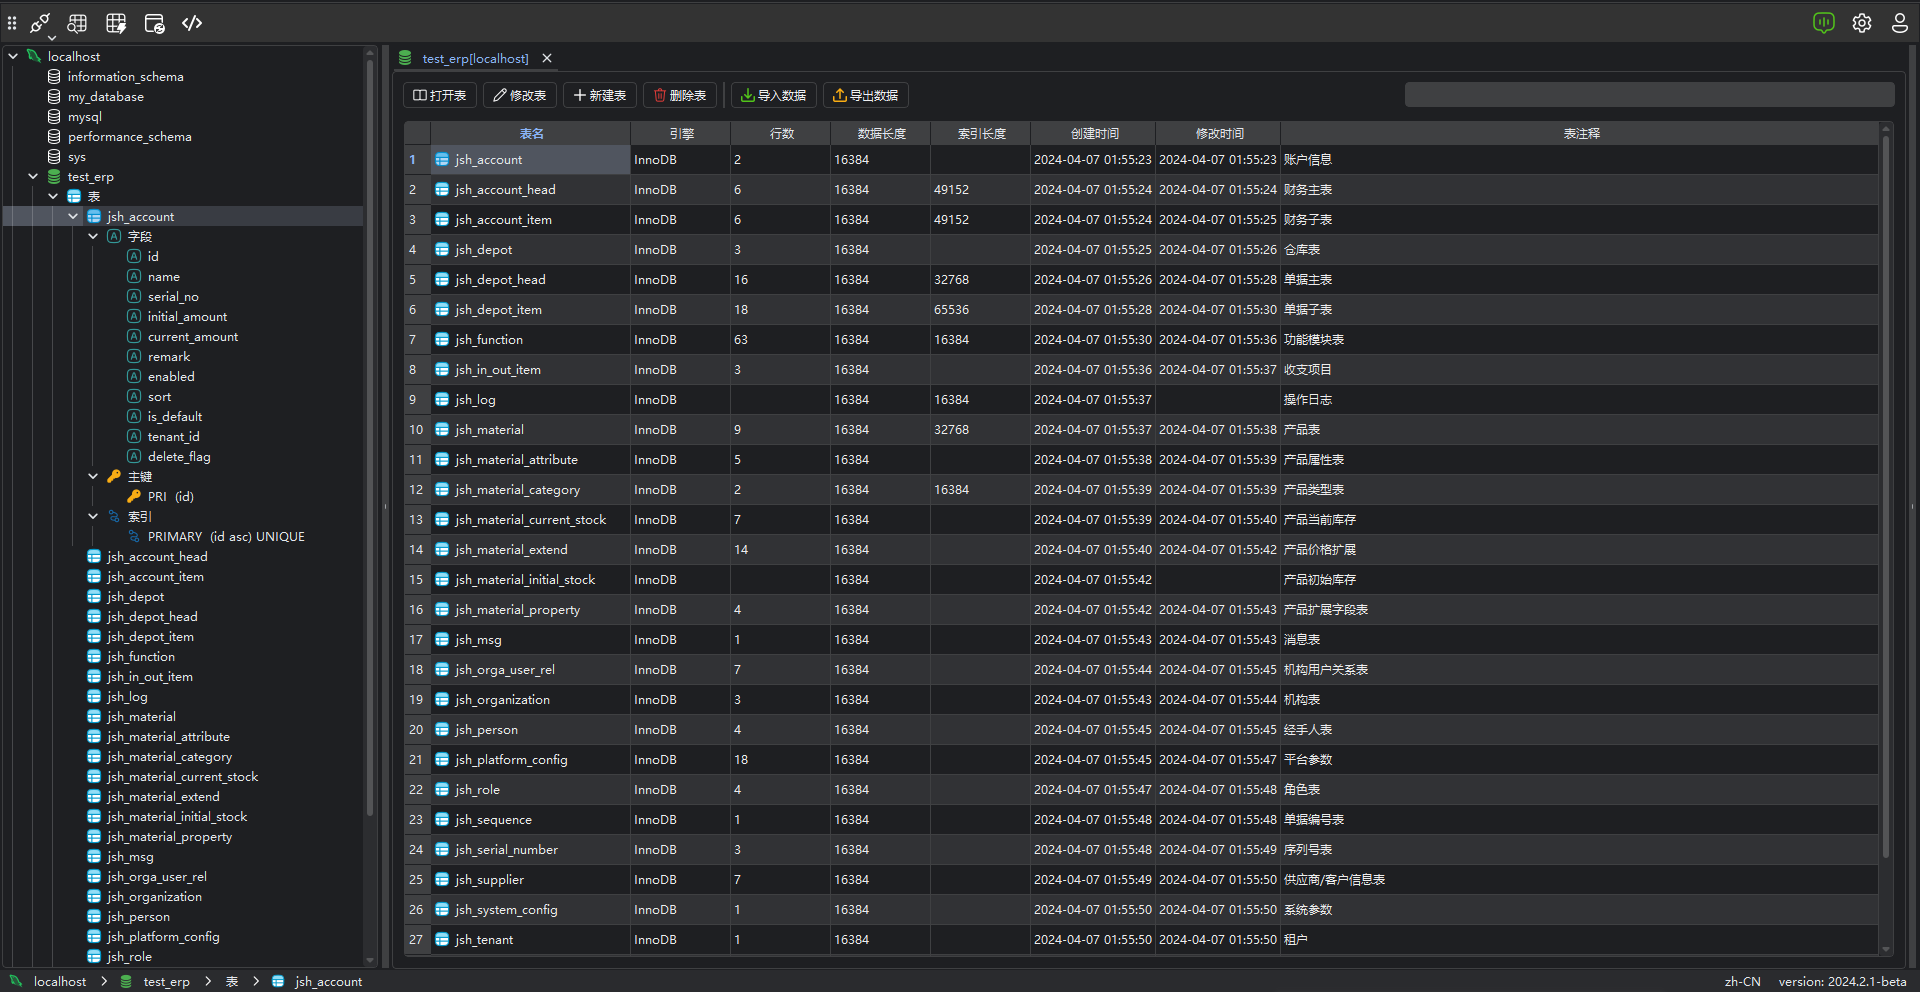 localhost
information_schema
my_database
mysql
performance_schema
sys
test_erp
表
jsh_account
字段
id
name
serial_no
initial_amount
current_amount
remark
enabled
sort
is_default
tenant_id
delete_flag
主键
PRI (id)
索引
PRIMARY (id asc) UNIQUE
jsh_account_head
jsh_account_item
jsh_depot
jsh_depot_head
jsh_depot_item
jsh_function
jsh_in_out_item
jsh_log
jsh_material
jsh_material_attribute
jsh_material_category
jsh_material_current_stock
jsh_material_extend
jsh_material_initial_stock
jsh_material_property
jsh_msg
jsh_orga_user_rel
jsh_organization
jsh_person
jsh_platform_config
jsh_role
test_erp[localhost]
打开表 修改表 新建表 删除表 导入数据 导出数据
表名 引擎 行数 数据长度 索引长度 创建时间 修改时间 表注释
1 jsh_account InnoDB 2 16384 2024-04-07 01:55:23 2024-04-07 01:55:23 账户信息
2 jsh_account_head InnoDB 6 16384 49152 2024-04-07 01:55:24 2024-04-07 01:55:24 财务主表
3 jsh_account_item InnoDB 6 16384 49152 2024-04-07 01:55:24 2024-04-07 01:55:25 财务子表
4 jsh_depot InnoDB 3 16384 2024-04-07 01:55:25 2024-04-07 01:55:26 仓库表
5 jsh_depot_head InnoDB 16 16384 32768 2024-04-07 01:55:26 2024-04-07 01:55:28 单据主表
6 jsh_depot_item InnoDB 18 16384 65536 2024-04-07 01:55:28 2024-04-07 01:55:30 单据子表
7 jsh_function InnoDB 63 16384 16384 2024-04-07 01:55:30 2024-04-07 01:55:36 功能模块表
8 jsh_in_out_item InnoDB 3 16384 2024-04-07 01:55:36 2024-04-07 01:55:37 收支项目
9 jsh_log InnoDB 16384 16384 2024-04-07 01:55:37 操作日志
10 jsh_material InnoDB 9 16384 32768 2024-04-07 01:55:37 2024-04-07 01:55:38 产品表
11 jsh_material_attribute InnoDB 5 16384 2024-04-07 01:55:38 2024-04-07 01:55:39 产品属性表
12 jsh_material_category InnoDB 2 16384 16384 2024-04-07 01:55:39 2024-04-07 01:55:39 产品类型表
13 jsh_material_current_stock InnoDB 7 16384 2024-04-07 01:55:39 2024-04-07 01:55:40 产品当前库存
14 jsh_material_extend InnoDB 14 16384 2024-04-07 01:55:40 2024-04-07 01:55:42 产品价格扩展
15 jsh_material_initial_stock InnoDB 16384 2024-04-07 01:55:42 产品初始库存
16 jsh_material_property InnoDB 4 16384 2024-04-07 01:55:42 2024-04-07 01:55:43 产品扩展字段表
17 jsh_msg InnoDB 1 16384 2024-04-07 01:55:43 2024-04-07 01:55:43 消息表
18 jsh_orga_user_rel InnoDB 7 16384 2024-04-07 01:55:44 2024-04-07 01:55:45 机构用户关系表
19 jsh_organization InnoDB 3 16384 2024-04-07 01:55:43 2024-04-07 01:55:44 机构表
20 jsh_person InnoDB 4 16384 2024-04-07 01:55:45 2024-04-07 01:55:45 经手人表
21 jsh_platform_config InnoDB 18 16384 2024-04-07 01:55:45 2024-04-07 01:55:47 平台参数
22 jsh_role InnoDB 4 16384 2024-04-07 01:55:47 2024-04-07 01:55:48 角色表
23 jsh_sequence InnoDB 1 16384 2024-04-07 01:55:48 2024-04-07 01:55:48 单据编号表
24 jsh_serial_number InnoDB 3 16384 2024-04-07 01:55:48 2024-04-07 01:55:49 序列号表
25 jsh_supplier InnoDB 7 16384 2024-04-07 01:55:49 2024-04-07 01:55:50 供应商/客户信息表
26 jsh_system_config InnoDB 1 16384 2024-04-07 01:55:50 2024-04-07 01:55:50 系统参数
27 jsh_tenant InnoDB 1 16384 2024-04-07 01:55:50 2024-04-07 01:55:50 租户
localhost > test_erp > 表 > jsh_account zh-CN version: 2024.2.1-beta